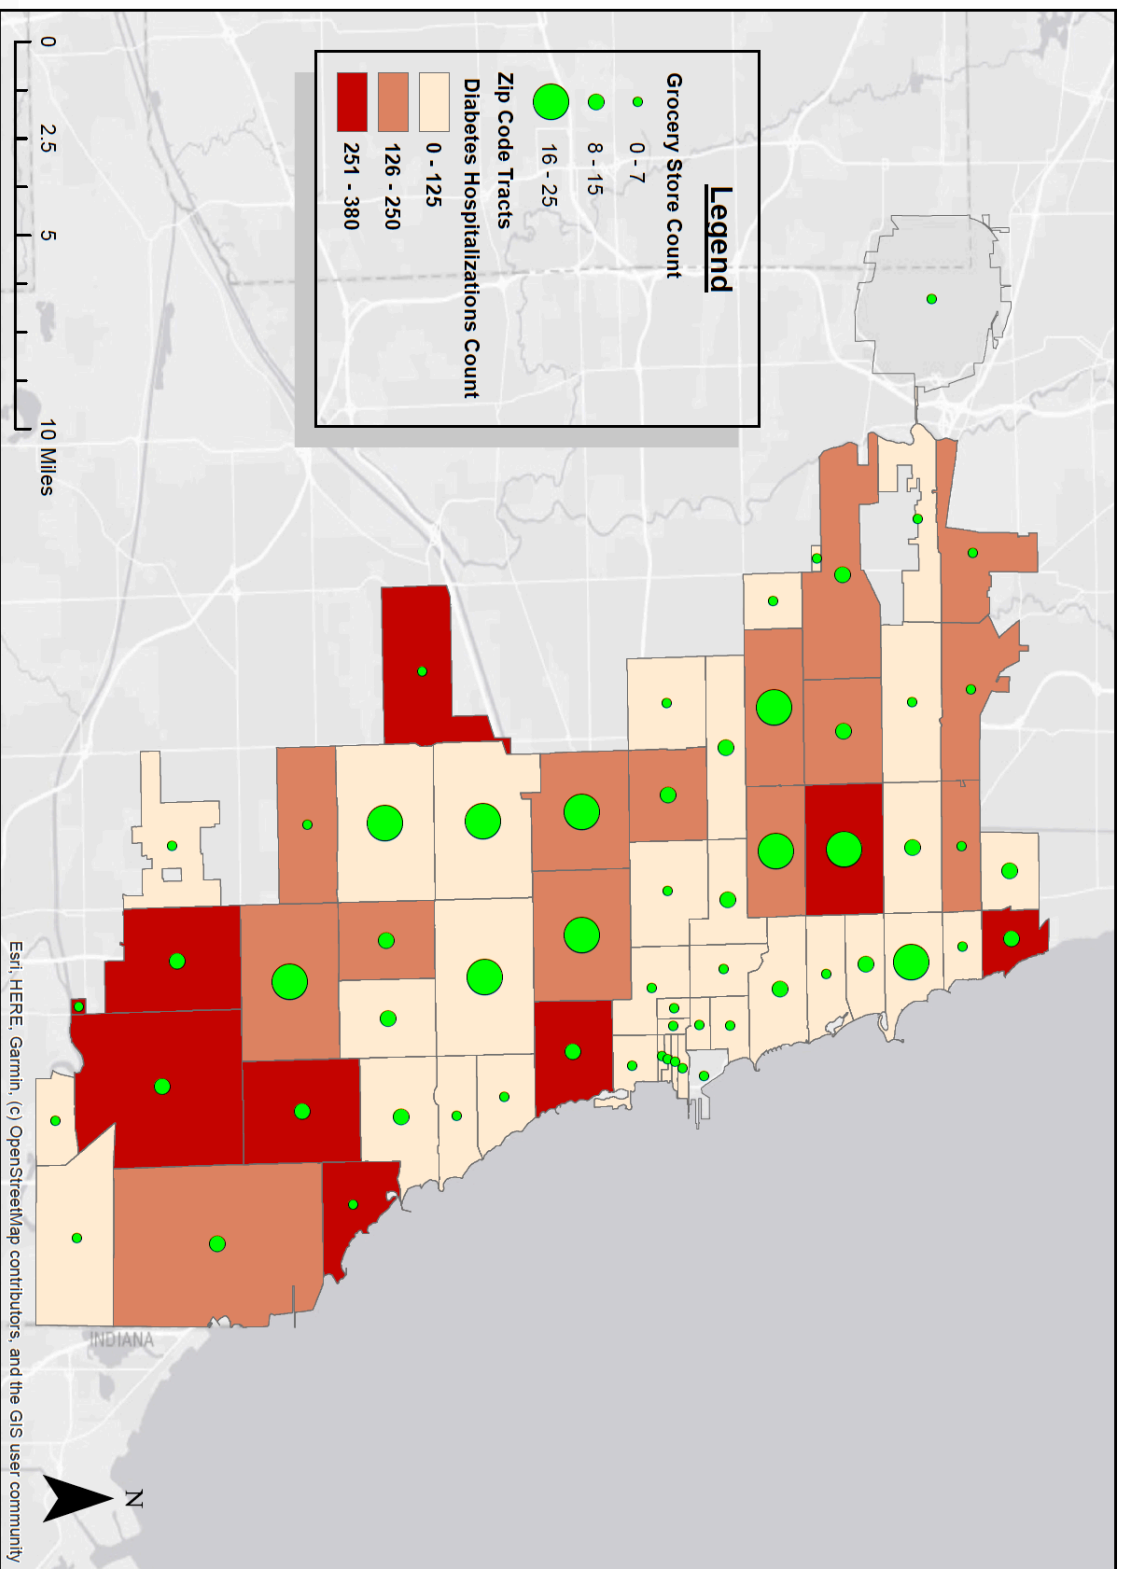 Legend
Grocery Store Count
0 - 7
8 - 15
16 - 25
Zip Code Tracts
Diabetes Hospitalizations Count
0 - 125
126 - 250
251 - 380
0 2.5 5 10 Miles
INDIANA
N
Esri, HERE, Garmin, (c) OpenStreetMap contributors, and the GIS user community